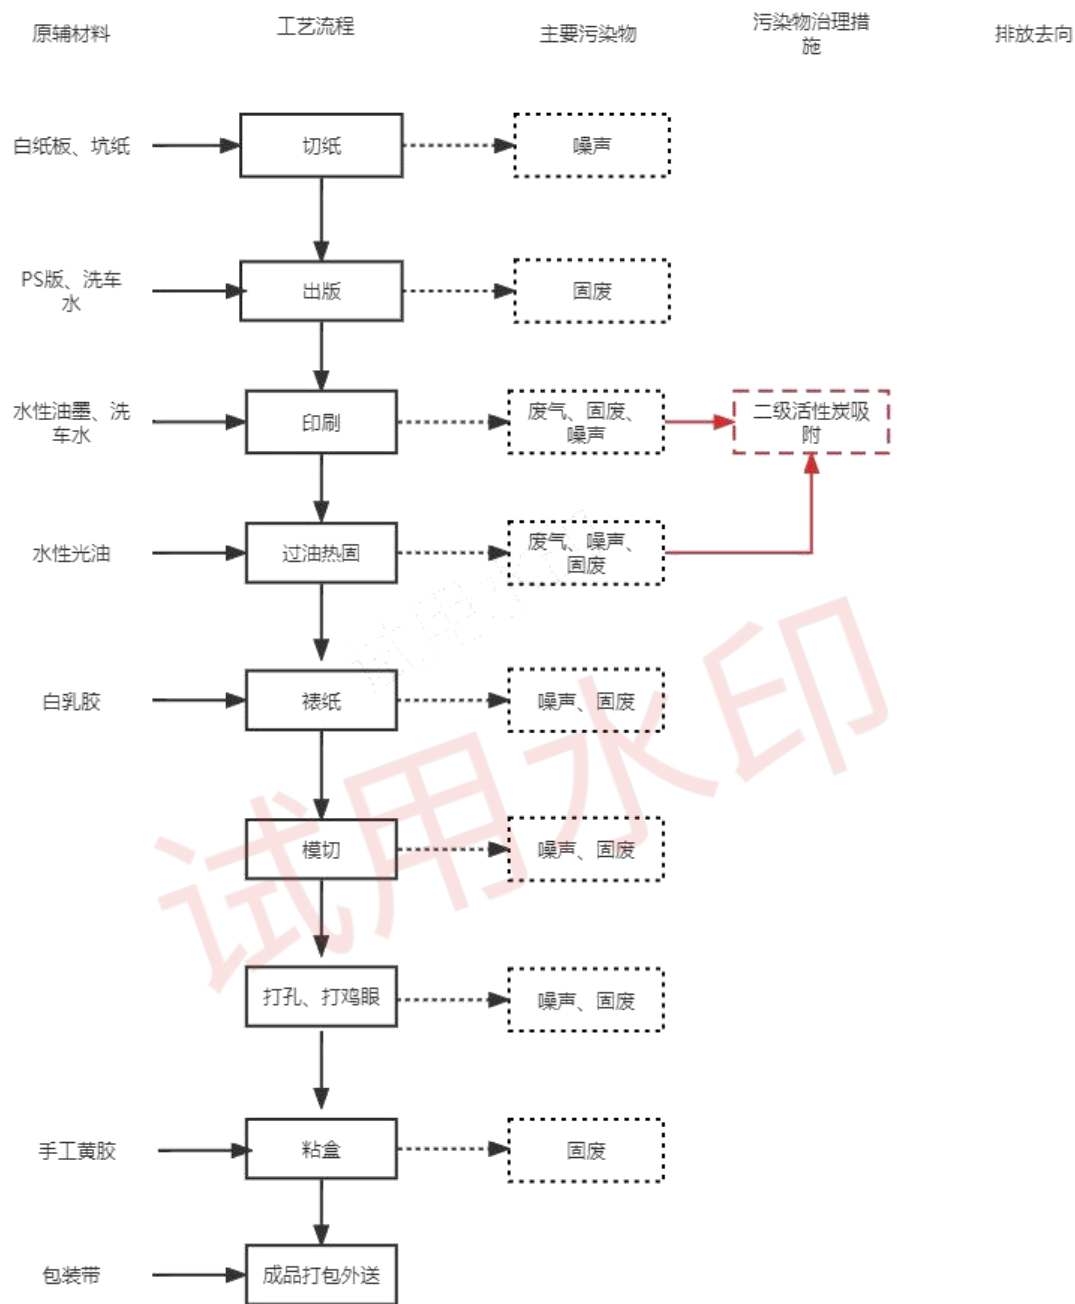 原辅材料
工艺流程
主要污染物
污染物治理措
施
排放去向
白纸板、坑纸
切纸
噪声
PS版、洗车
水
出版
固废
水性油墨、洗
车水
印刷
废气、固废、
噪声
二级活性炭吸
附
水性光油
过油热固
废气、噪声、
固废
白乳胶
裱纸
噪声、固废
模切
噪声、固废
打孔、打鸡眼
噪声、固废
手工黄胶
粘盒
固废
包装带
成品打包外送
试用水印
试用水印